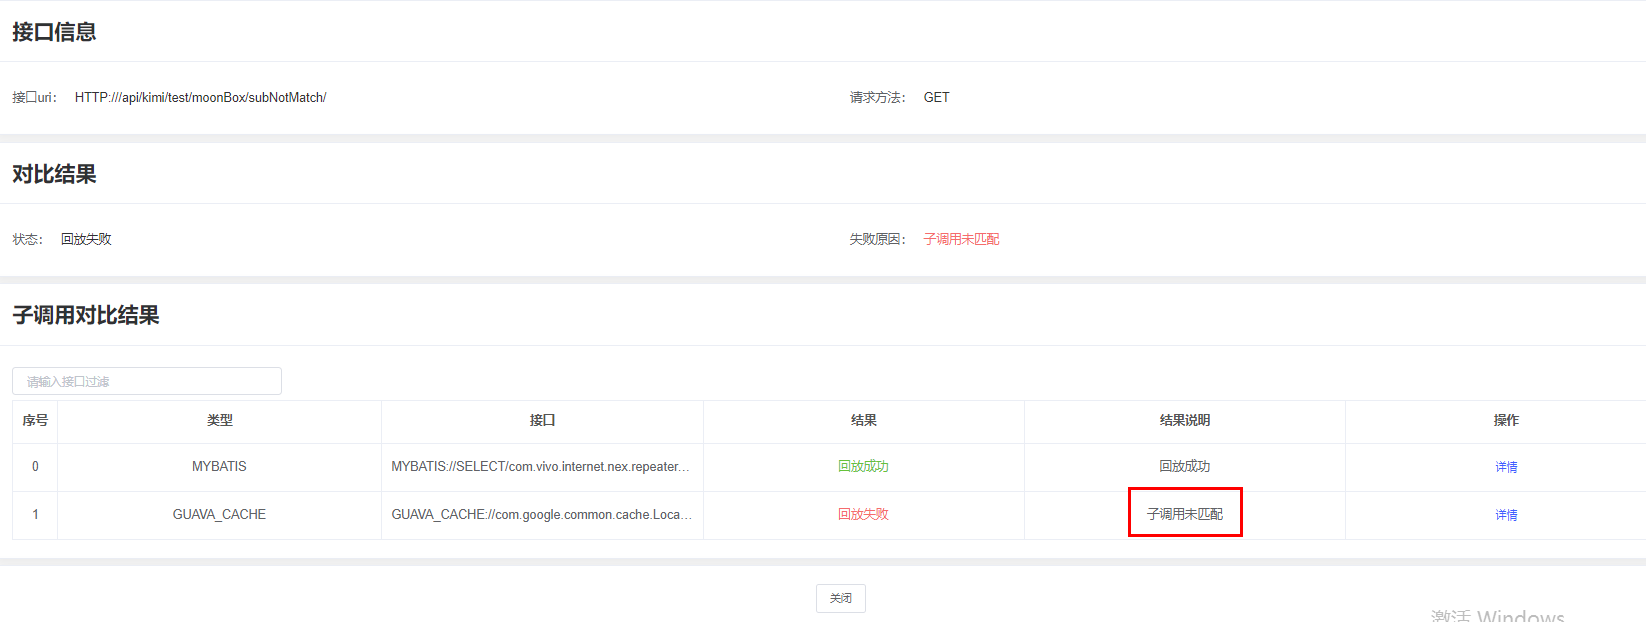 接口信息
接口uri： HTTP:///api/kimi/test/moonBox/subNotMatch/ 请求方法： GET
对比结果
状态： 回放失败 失败原因： 子调用未匹配
子调用对比结果
请输入接口过滤
序号 类型 接口 结果 结果说明 操作
0 MYBATIS MYBATIS://SELECT/com.vivo.internet.nex.repeater... 回放成功 回放成功 详情
1 GUAVA_CACHE GUAVA_CACHE://com.google.common.cache.Loca... 回放失败 子调用未匹配 详情
关闭
激活 Windows